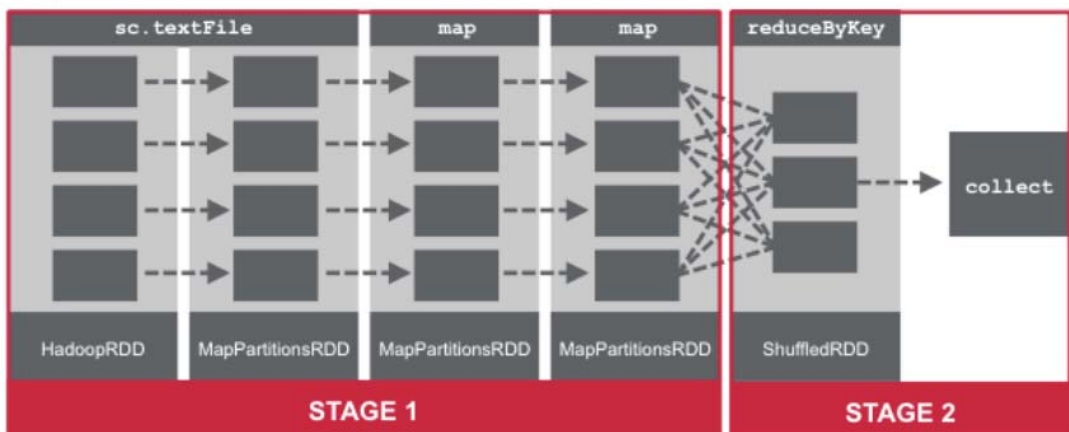 sc.textFile
map
map
reduceByKey
collect
HadoopRDD
MapPartitionsRDD
MapPartitionsRDD
MapPartitionsRDD
ShuffledRDD
STAGE 1
STAGE 2